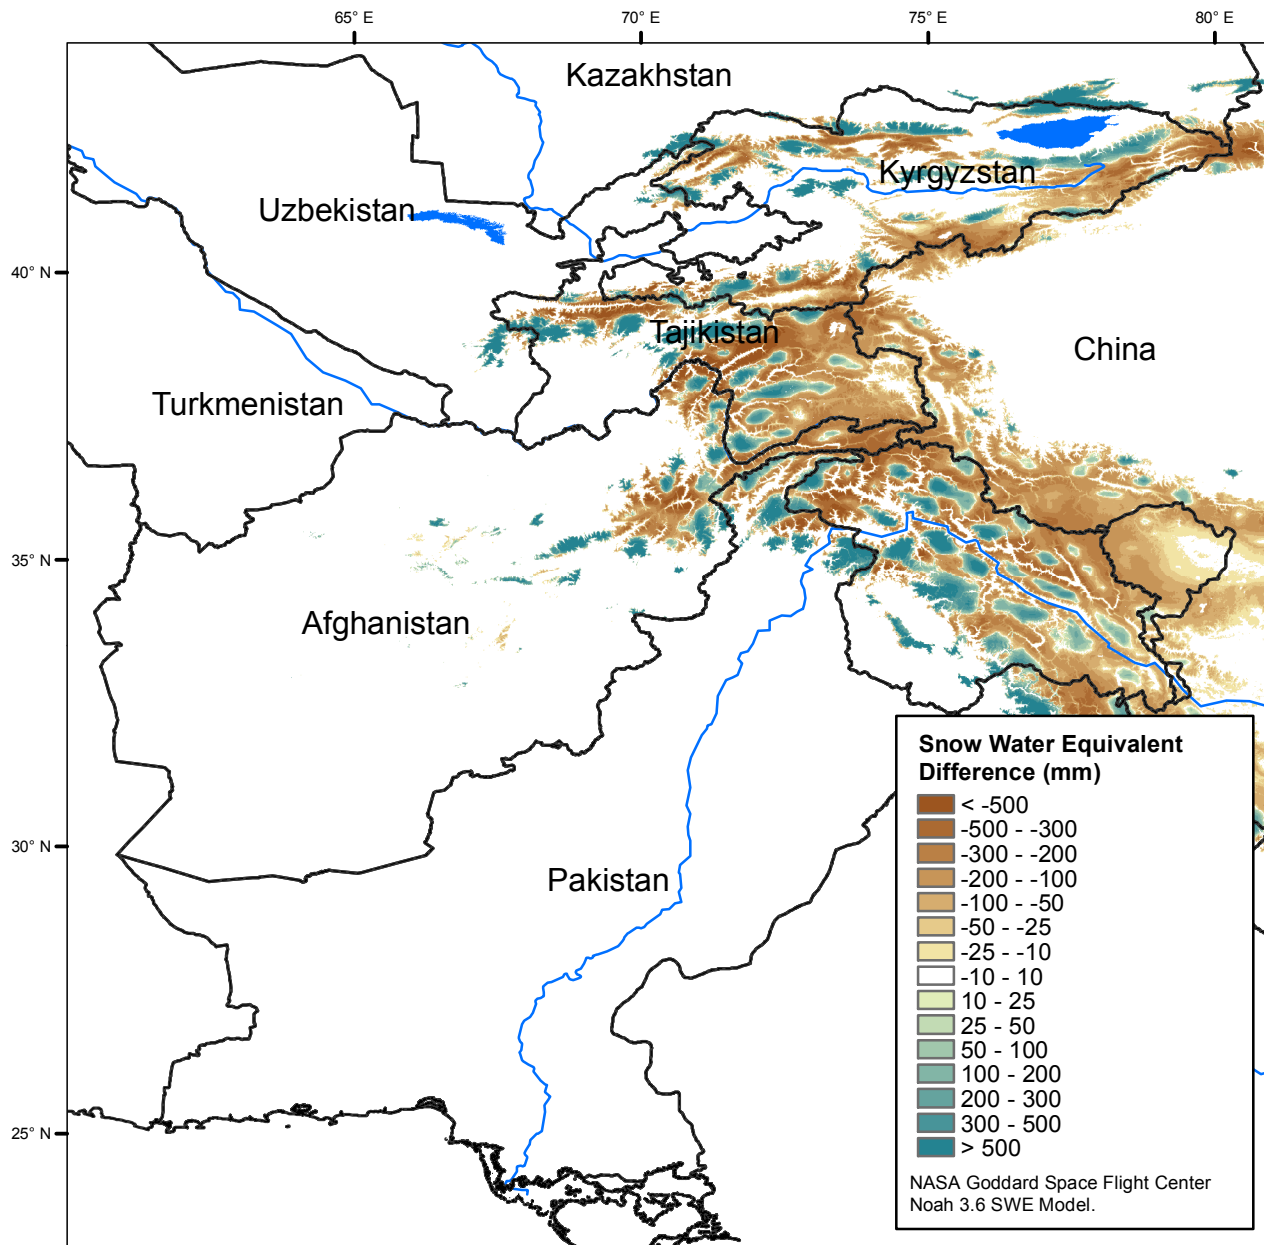 65° E 70° E 75° E 80° E
Kazakhstan
Kyrgyzstan
Uzbekistan
40° N
Tajikistan
China
Turkmenistan
35° N
Afghanistan
Snow Water Equivalent
Difference (mm)
< -500
-500 - -300
-300 - -200
-200 - -100
-100 - -50
-50 - -25
-25 - -10
-10 - 10
10 - 25
25 - 50
50 - 100
100 - 200
200 - 300
300 - 500
> 500
NASA Goddard Space Flight Center
Noah 3.6 SWE Model.
30° N
Pakistan
25° N